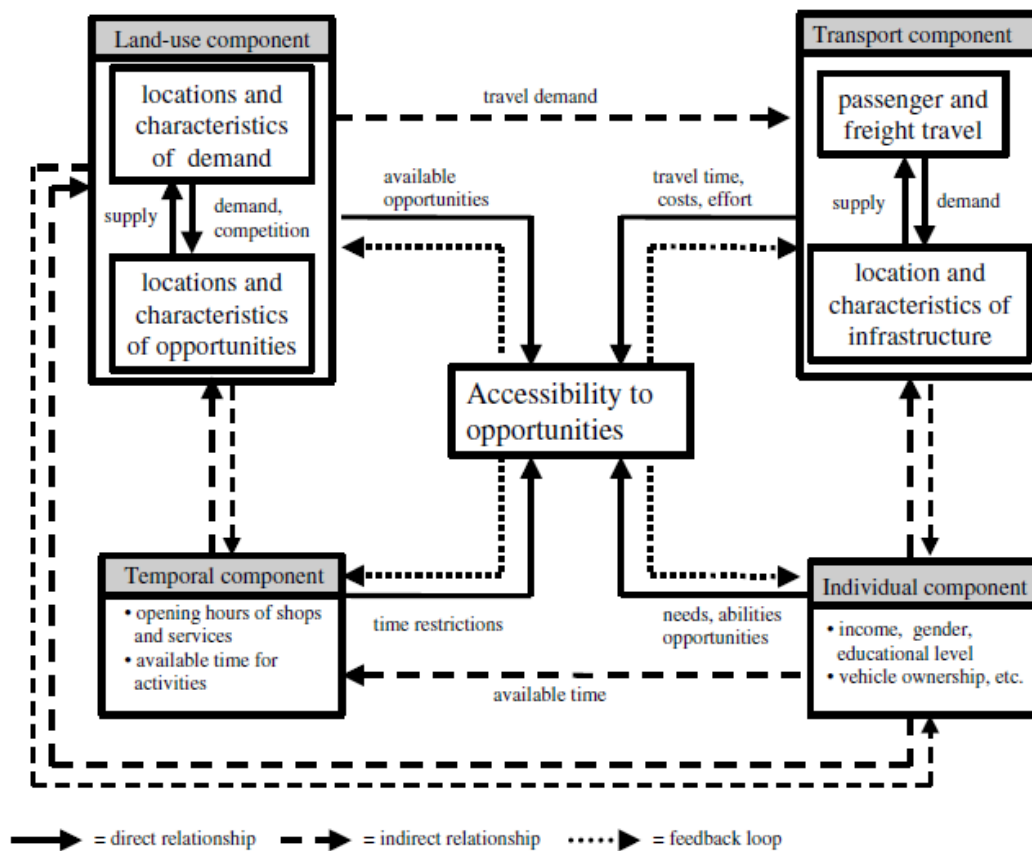 Land-use component
locations and
characteristics
of demand
supply
demand,
competition
locations and
characteristics
of opportunities
travel demand
available
opportunities
travel time,
costs, effort
Transport component
passenger and
freight travel
supply
demand
location and
characteristics of
infrastructure
Accessibility to
opportunities
Temporal component
• opening hours of shops
and services
• available time for
activities
time restrictions
needs, abilities
opportunities
available time
Individual component
• income, gender,
educational level
• vehicle ownership, etc.
= direct relationship
= indirect relationship
= feedback loop